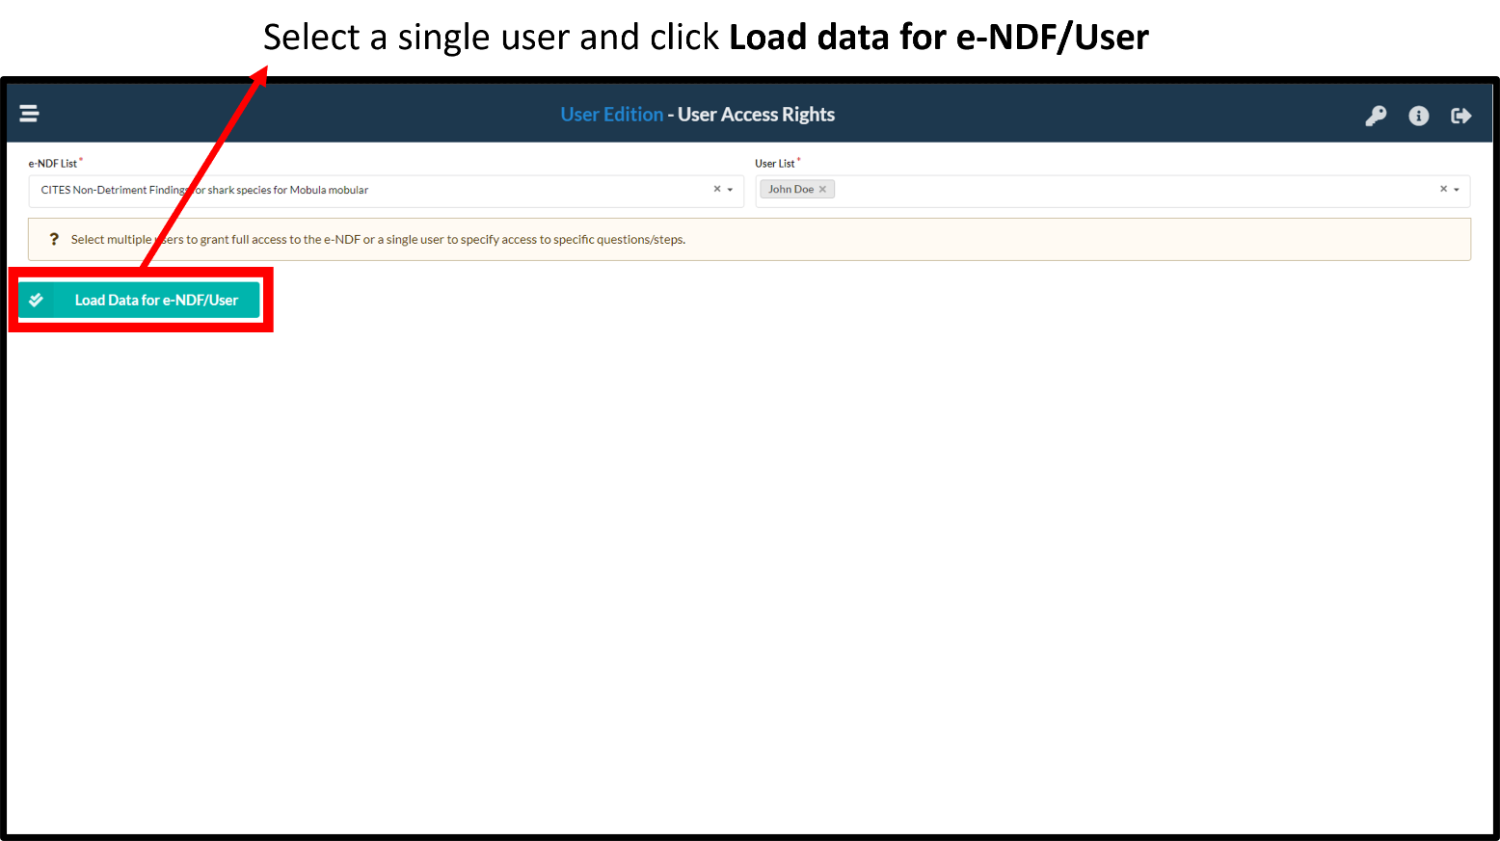 Select a single user and click Load data for e-NDF/User
User Edition - User Access Rights
e-NDF List *
User List *
CITES Non-Detriment Findings for shark species for Mobula mobular
John Doe ×
? Select multiple users to grant full access to the e-NDF or a single user to specify access to specific questions/steps.
Load Data for e-NDF/User